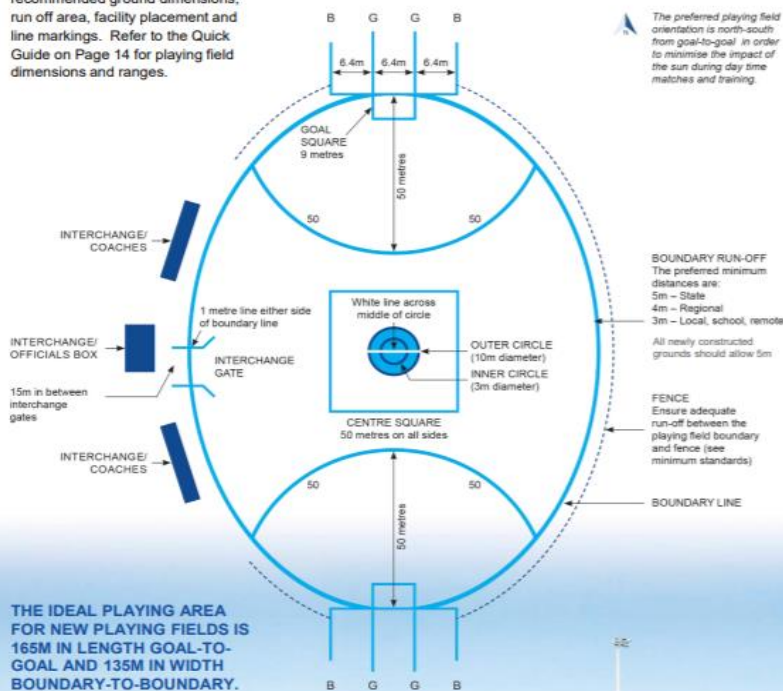 recommended ground dimensions,
run off area, facility placement and
line markings. Refer to the Quick
Guide on Page 14 for playing field
dimensions and ranges.
B G G B
6.4m 6.4m 6.4m
N
The preferred playing field
orientation is north-south
from goal-to-goal in order
to minimise the impact of
the sun during day time
matches and training.
GOAL
SQUARE
9 metres
50 metres
50
50
INTERCHANGE/
COACHES
1 metre line either side
of boundary line
INTERCHANGE/
OFFICIALS BOX
INTERCHANGE
GATE
15m in between
interchange
gates
INTERCHANGE/
COACHES
White line across
middle of circle
OUTER CIRCLE
(10m diameter)
INNER CIRCLE
(3m diameter)
CENTRE SQUARE
50 metres on all sides
BOUNDARY RUN-OFF
The preferred minimum
distances are:
5m – State
4m – Regional
3m – Local, school, remote
All newly constructed
grounds should allow 5m
FENCE
Ensure adequate
run-off between the
playing field boundary
and fence (see
minimum standards)
BOUNDARY LINE
50
50
50 metres
THE IDEAL PLAYING AREA
FOR NEW PLAYING FIELDS IS
165M IN LENGTH GOAL-TO-
GOAL AND 135M IN WIDTH
BOUNDARY-TO-BOUNDARY.
B G G B